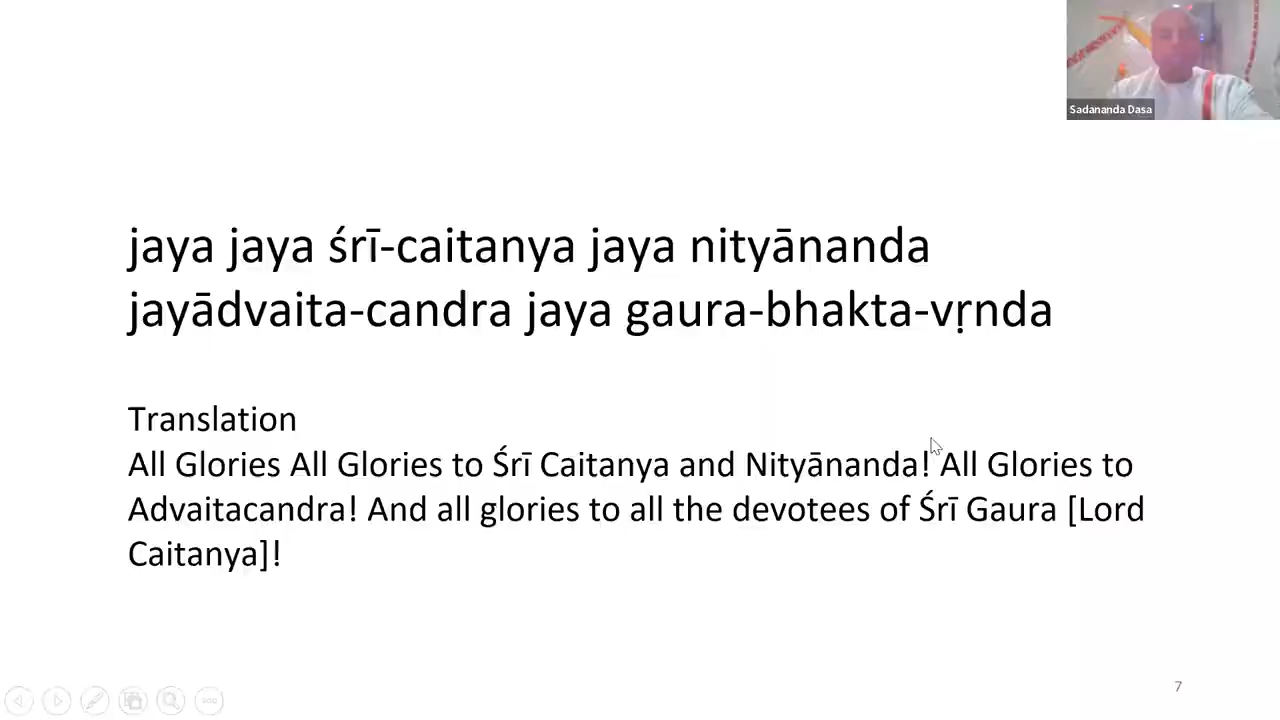 Sadananda Dasa
jaya jaya śrī-caitanya jaya nityānanda
jayādvaita-candra jaya gaura-bhakta-vṛnda
Translation
All Glories All Glories to Śrī Caitanya and Nityānanda! All Glories to
Advaitacandra! And all glories to all the devotees of Śrī Gaura [Lord
Caitanya]!
7